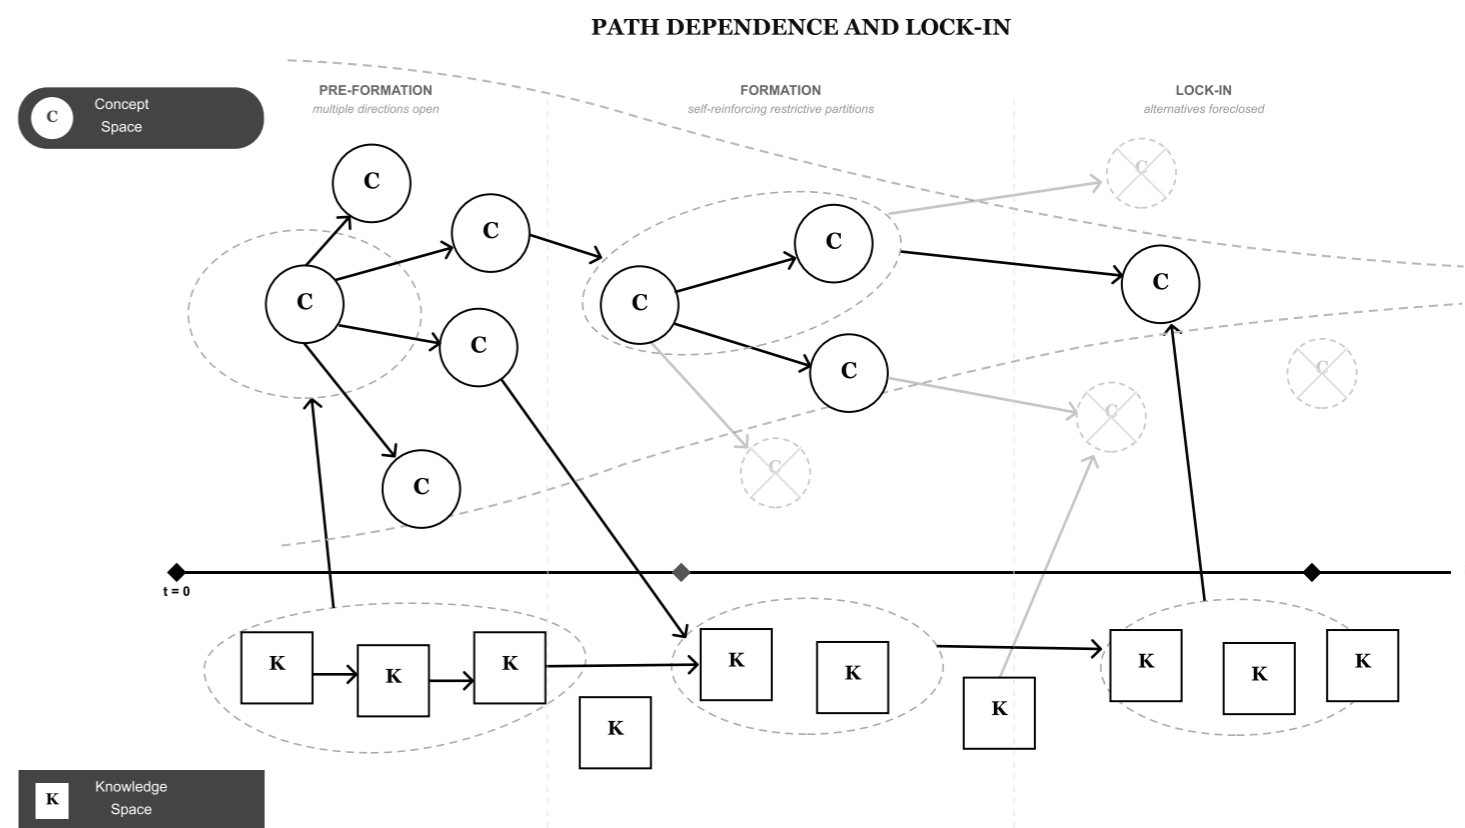 PATH DEPENDENCE AND LOCK-IN
PRE-FORMATION
multiple directions open
FORMATION
self-reinforcing restrictive partitions
LOCK-IN
alternatives foreclosed
C
Concept
Space
C
C
C
C
C
C
C
C
C
C
C
C
C
t = 0
K
K
K
K
K
K
K
K
K
K
K
Knowledge
Space